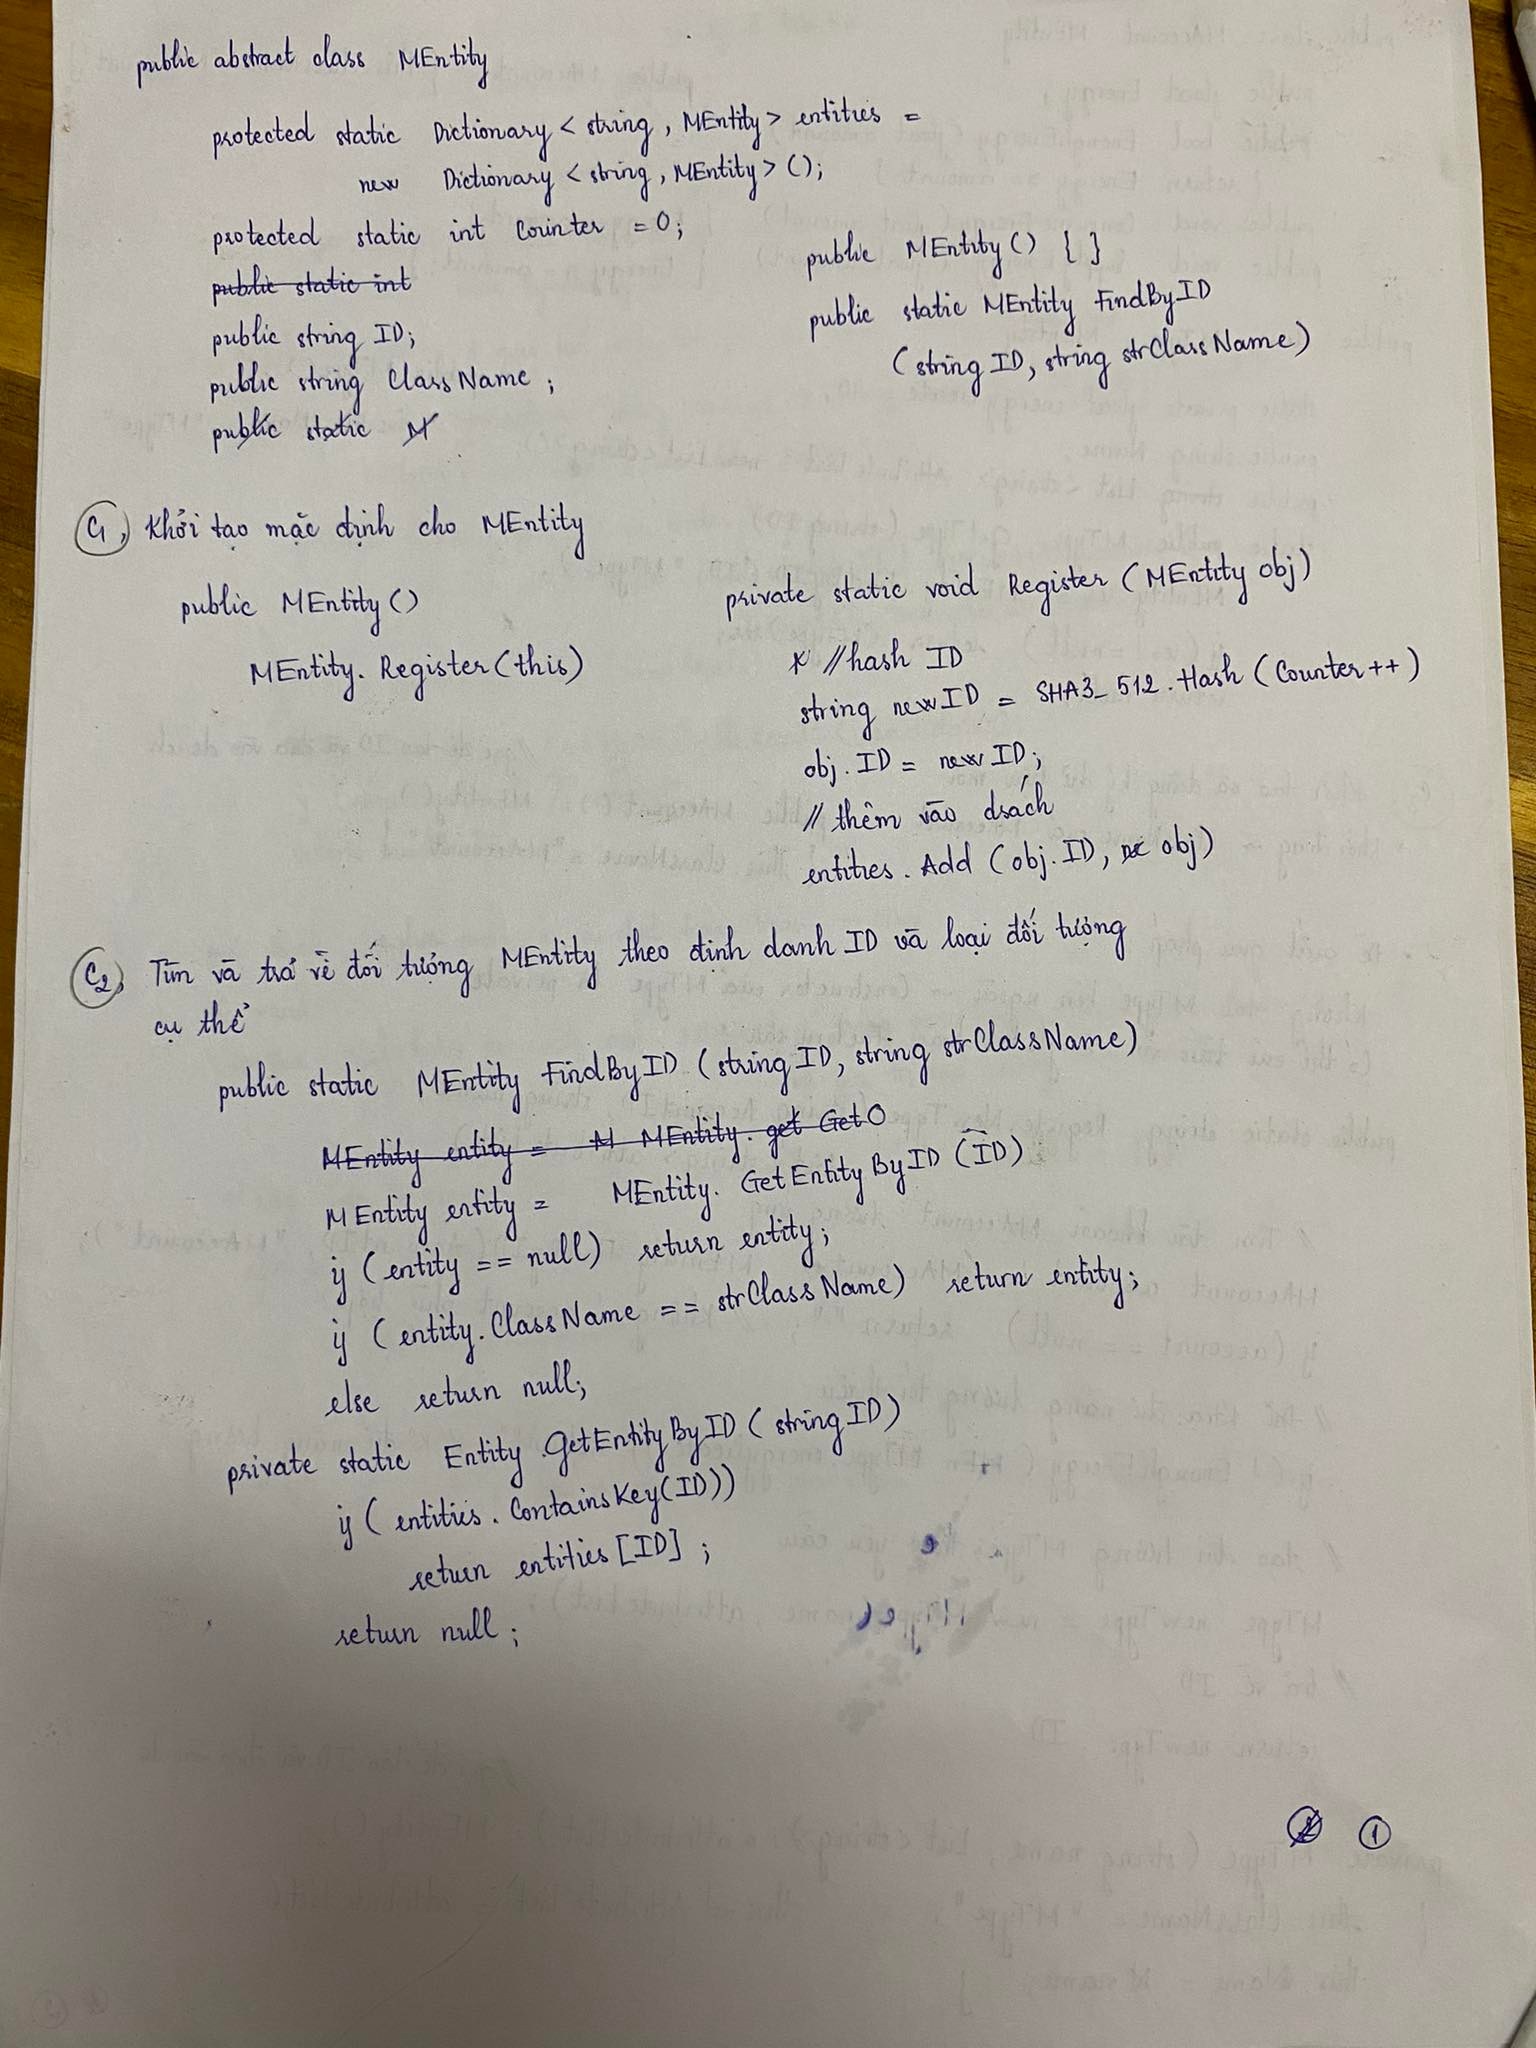 public abstract class MEntity
protected static Dictionary < string, MEntity > entities =
new Dictionary < string, MEntity > ();
protected static int Counter = 0;
public static int
public string ID;
public string ClassName;
public static M
public MEntity () { }
public static MEntity FindByID
(string ID, string strClassName)
C1, Khởi tạo mặc định cho MEntity
public MEntity ()
MEntity. Register (this)
private static void Register (MEntity obj)
// hash ID
string newID = SHA3_512. Hash (Counter ++)
obj. ID = new ID;
// thêm vào dsách
entities. Add (obj. ID, obj)
C2, Tìm và trả về đối tượng MEntity theo định danh ID và loại đối tượng
cụ thể
public static MEntity FindByID (string ID, string strClassName)
MEntity entity = M MEntity. get Get
MEntity entity = MEntity. GetEntityByID (ID)
if (entity == null) return entity;
if (entity. ClassName == strClassName) return entity;
else return null;
private static Entity GetEntityByID (string ID)
if (entities. ContainsKey(ID))
return entities [ID] ;
return null ;
1